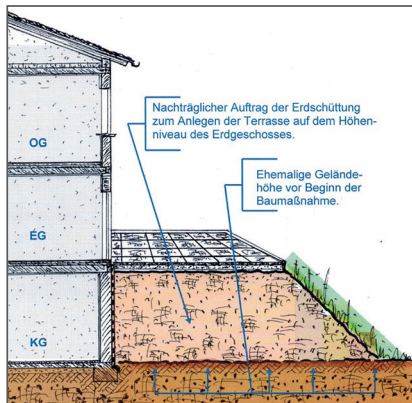 Nachträglicher Auftrag der Erdschüttung
zum Anlegen der Terrasse auf dem Höhen-
niveau des Erdgeschosses.
OG
Ehemalige Gelände-
höhe vor Beginn der
Baumaßnahme.
EG
KG